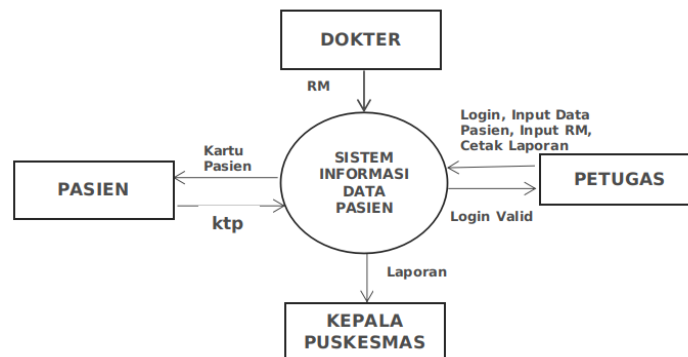 DOKTER
RM
Login, Input Data
Pasien, Input RM,
Cetak Laporan
Kartu
Pasien
SISTEM
INFORMASI
DATA
PASIEN
PASIEN
PETUGAS
ktp
Login Valid
Laporan
KEPALA
PUSKESMAS